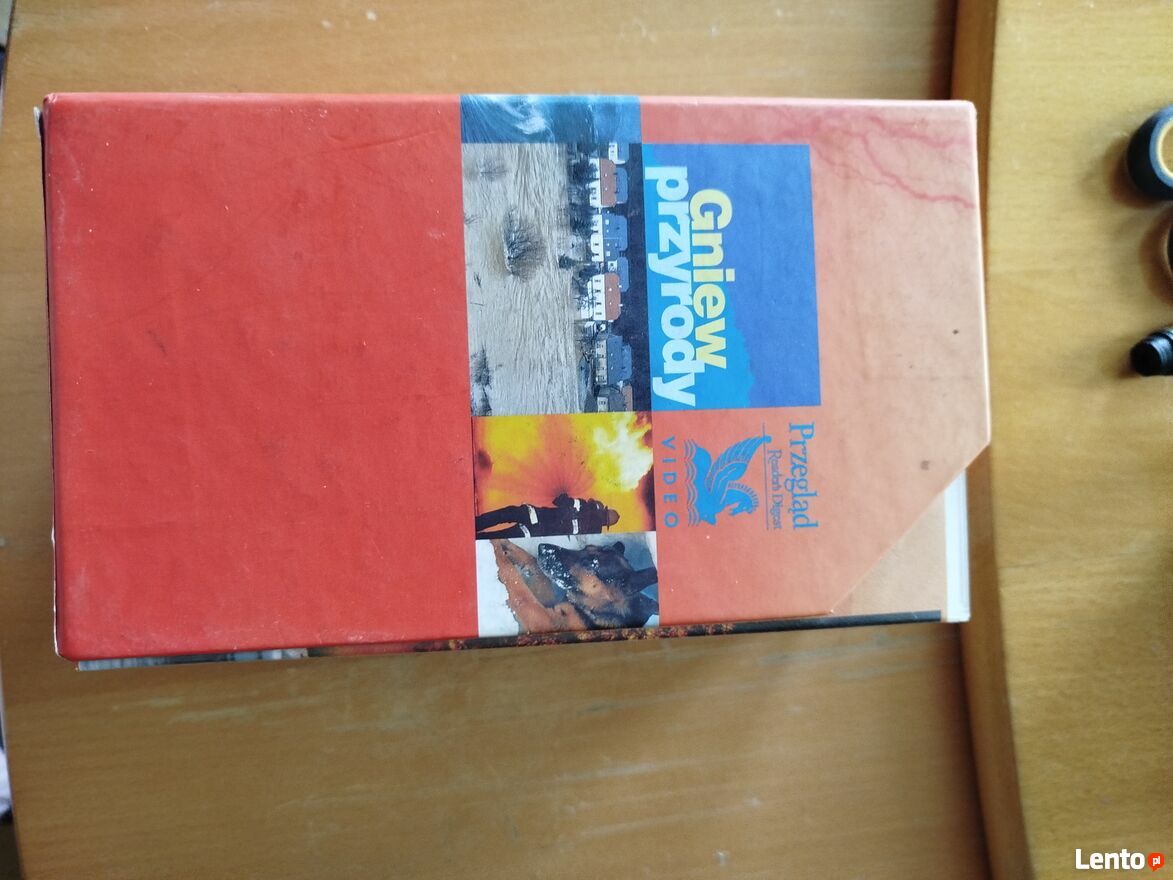 Gniew
przyrody
Przegląd
Reader's Digest
VIDEO
Lento pl